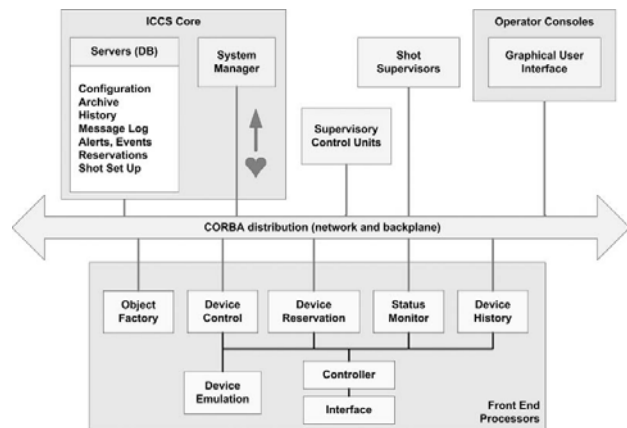 ICCS Core
Servers (DB)
Configuration
Archive
History
Message Log
Alerts, Events
Reservations
Shot Set Up
System
Manager
Shot
Supervisors
Supervisory
Control Units
Operator Consoles
Graphical User
Interface
CORBA distribution (network and backplane)
Object
Factory
Device
Control
Device
Reservation
Status
Monitor
Device
History
Device
Emulation
Controller
Interface
Front End
Processors